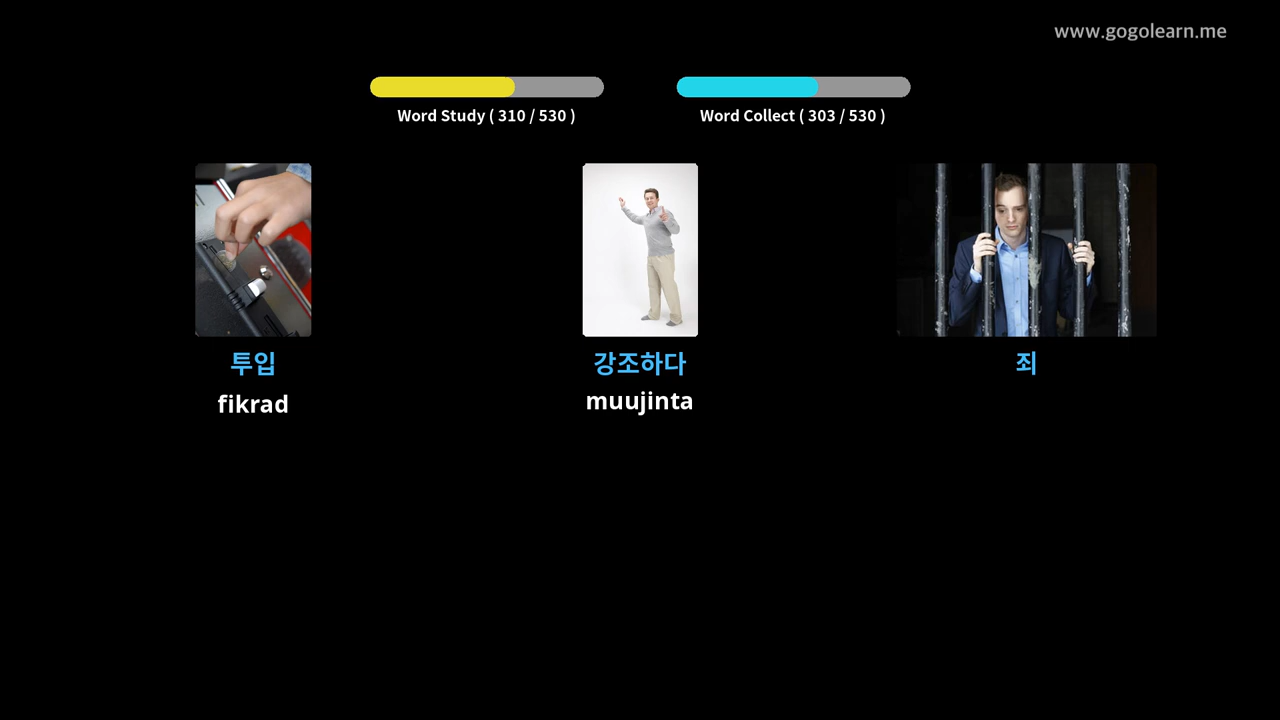 www.gogolearn.me
Word Study ( 310 / 530 )
Word Collect ( 303 / 530 )
투입
강조하다
죄
fikrad
muujinta